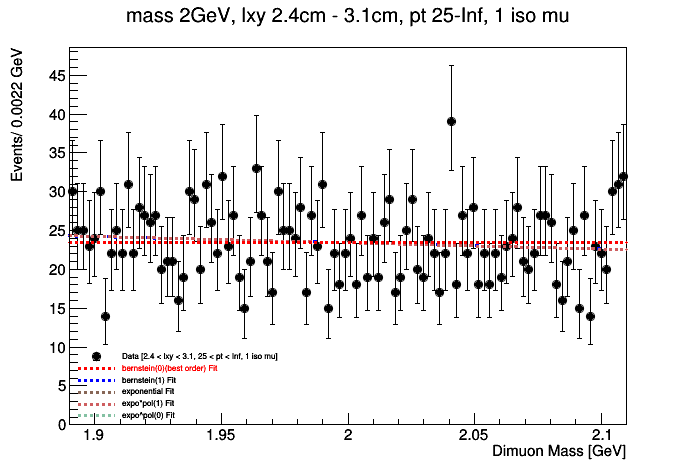 mass 2GeV, lxy 2.4cm - 3.1cm, pt 25-Inf, 1 iso mu
Events/ 0.0022 GeV
45
40
35
30
25
20
15
10
5
0
Data [2.4 < lxy < 3.1, 25 < pt < Inf, 1 iso mu]
bernstein(0)(best order) Fit
bernstein(1) Fit
exponential Fit
expo*pol(1) Fit
expo^pol(0) Fit
1.9 1.95 2 2.05 2.1
Dimuon Mass [GeV]